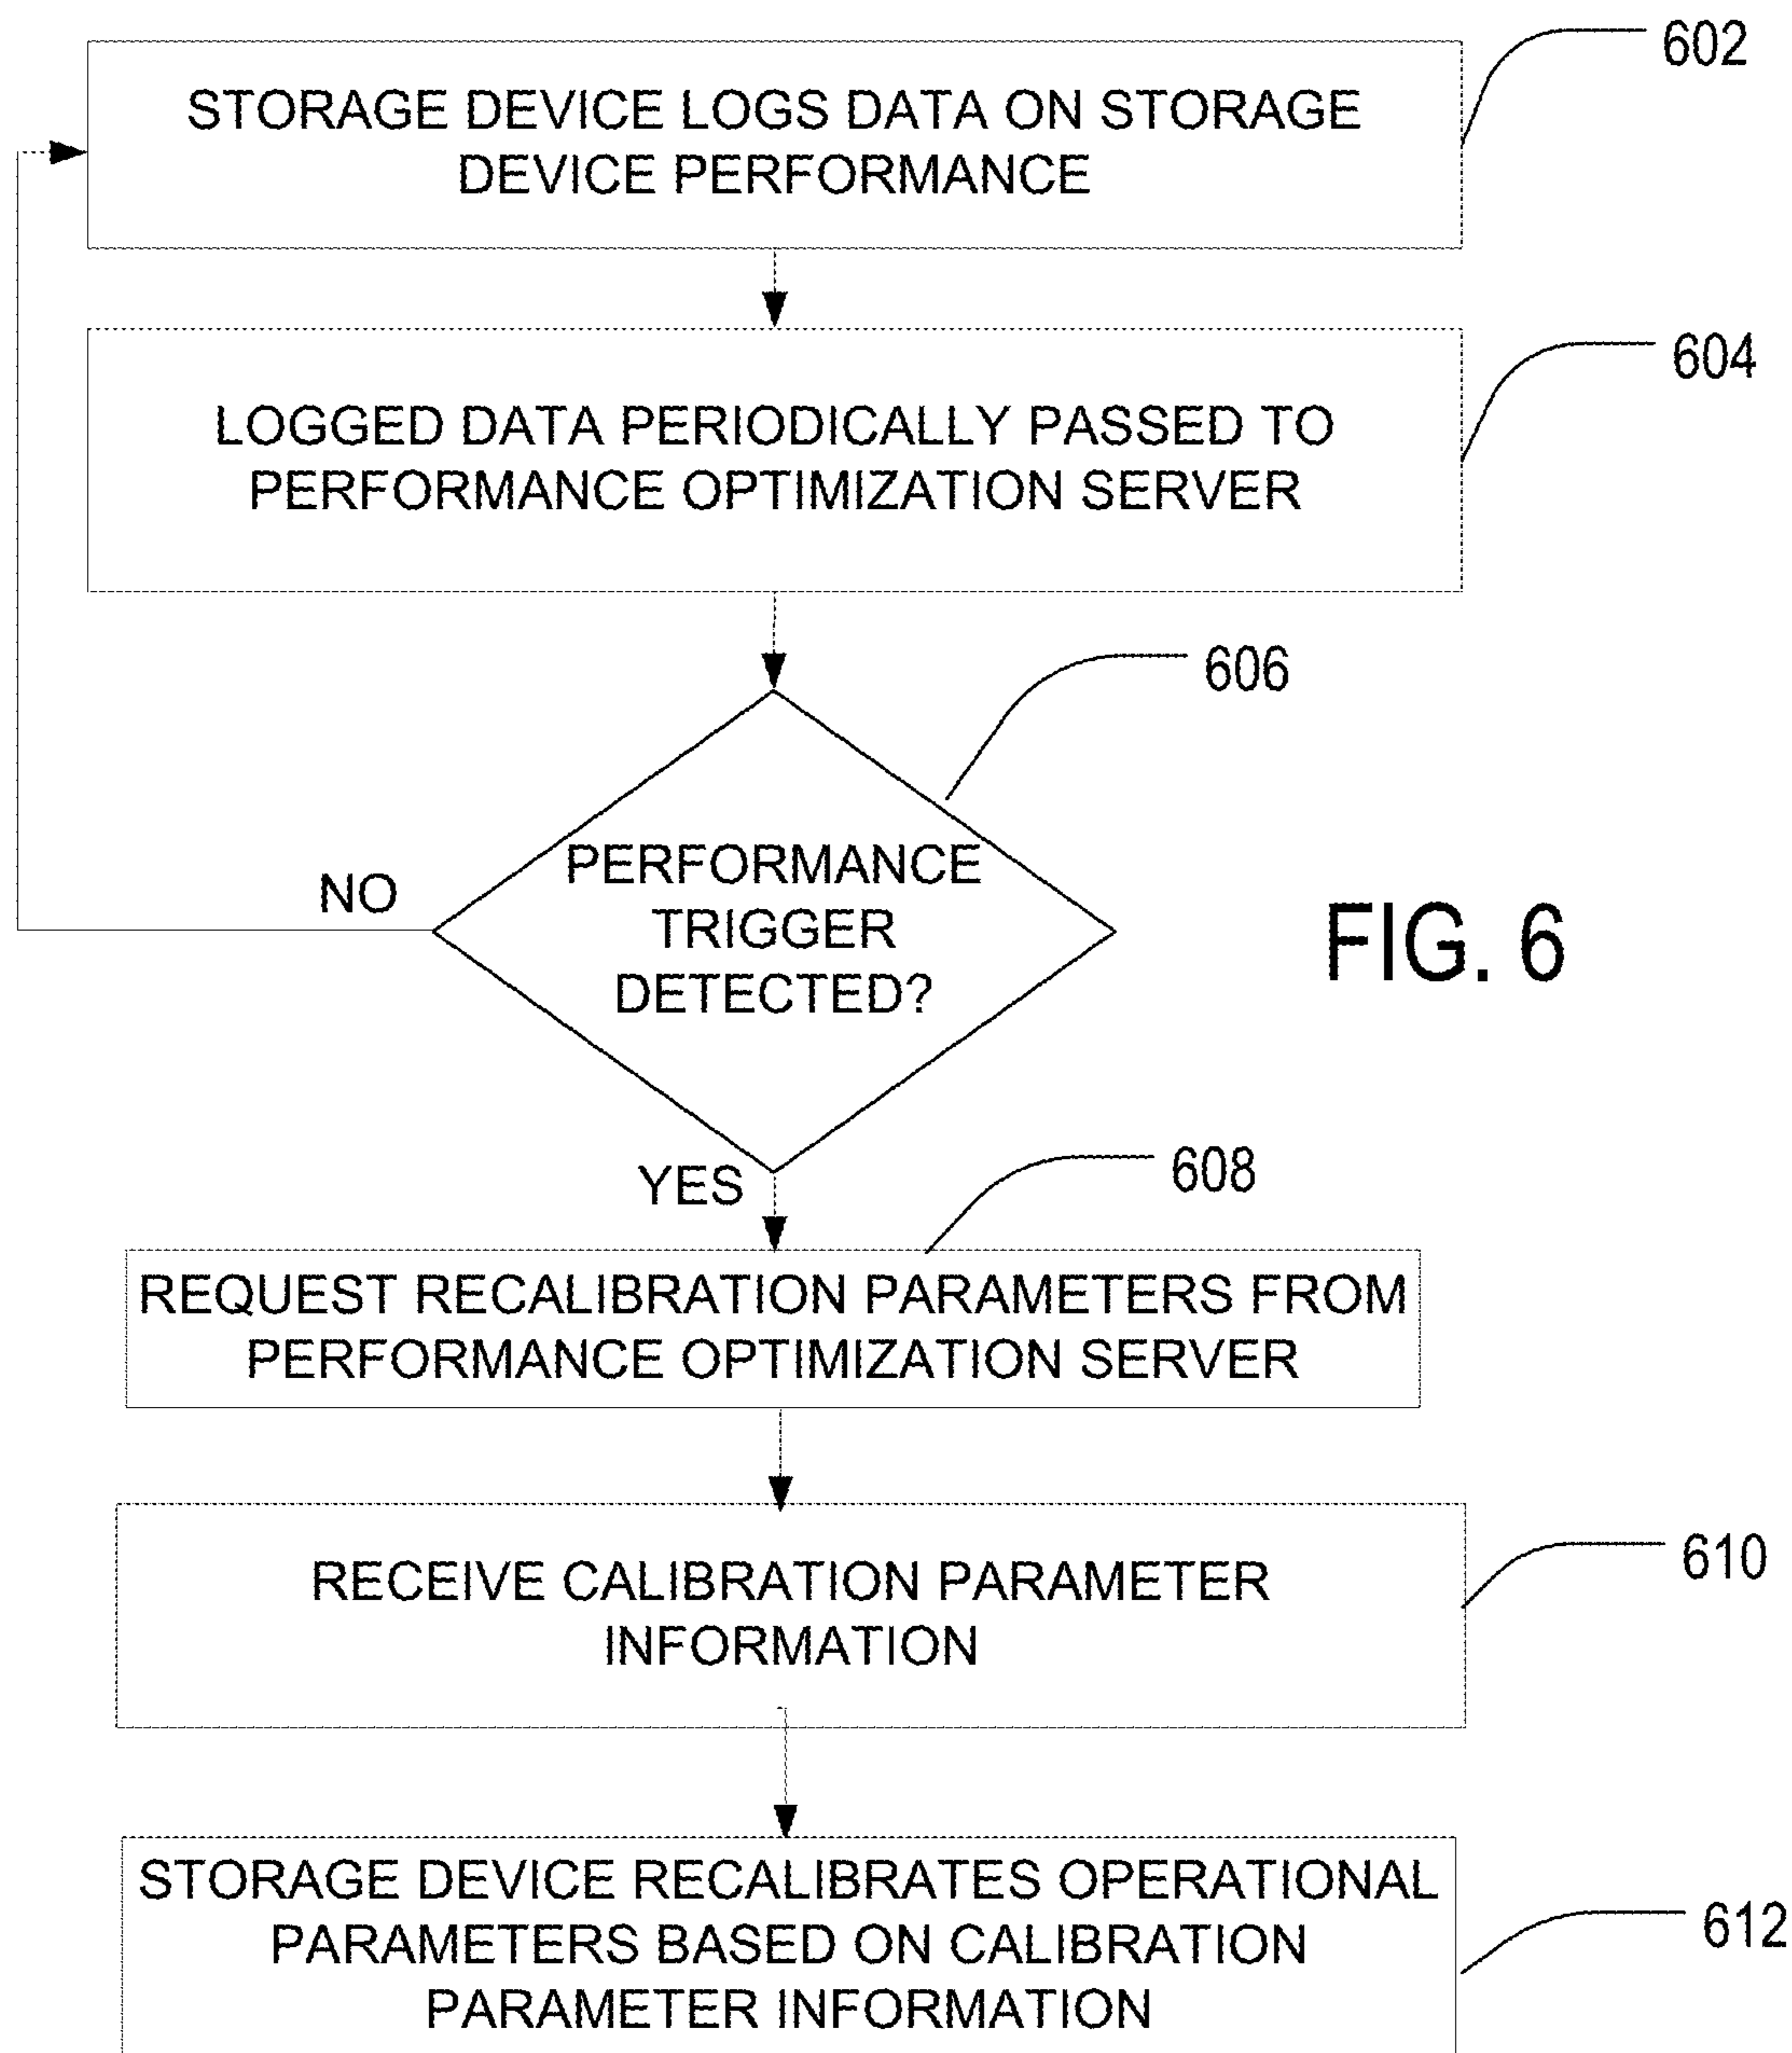 602
STORAGE DEVICE LOGS DATA ON STORAGE
DEVICE PERFORMANCE
604
LOGGED DATA PERIODICALLY PASSED TO
PERFORMANCE OPTIMIZATION SERVER
606
PERFORMANCE
TRIGGER
DETECTED?
NO
FIG. 6
YES
608
REQUEST RECALIBRATION PARAMETERS FROM
PERFORMANCE OPTIMIZATION SERVER
610
RECEIVE CALIBRATION PARAMETER
INFORMATION
STORAGE DEVICE RECALIBRATES OPERATIONAL
PARAMETERS BASED ON CALIBRATION
PARAMETER INFORMATION
612